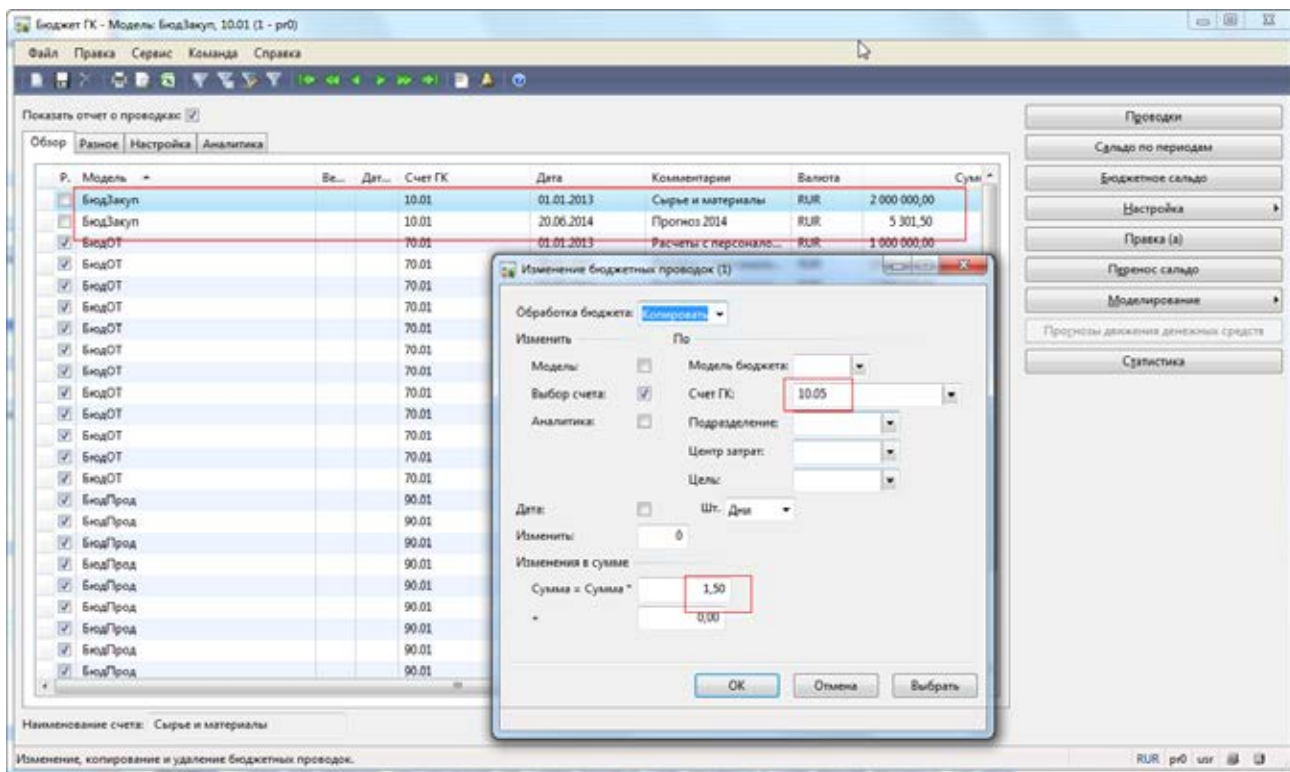 Бюджет ГК - Модель: БюдЗакуп, 10.01 (1 - pr0)
Файл Правка Сервис Команда Справка
Показать отчет о проводках:
Обзор Разное Настройка Аналитика
Р. Модель Ве... Дат... Счет ГК Дата Комментарии Валюта Сумм
БюдЗакуп 10.01 01.01.2013 Сырье и материалы RUR 2 000 000,00
БюдЗакуп 10.01 20.06.2014 Прогноз 2014 RUR 5 301,50
БюдОТ 70.01 01.01.2013 Расчеты с персонало... RUR 1 000 000,00
БюдОТ 70.01
БюдОТ 70.01
БюдОТ 70.01
БюдОТ 70.01
БюдОТ 70.01
БюдОТ 70.01
БюдОТ 70.01
БюдОТ 70.01
БюдОТ 70.01
БюдОТ 70.01
БюдОТ 70.01
БюдПрод 90.01
БюдПрод 90.01
БюдПрод 90.01
БюдПрод 90.01
БюдПрод 90.01
БюдПрод 90.01
БюдПрод 90.01
БюдПрод 90.01
БюдПрод 90.01
Наименование счета: Сырье и материалы
Изменение, копирование и удаление бюджетных проводок.
RUR pr0 usr
Проводки
Сальдо по периодам
Бюджетное сальдо
Настройка
Правка (а)
Перенос сальдо
Моделирование
Прогнозы движения денежных средств
Статистика
Изменение бюджетных проводок (1)
Обработка бюджета: Копировать
Изменить По
Модель: Модель бюджета:
Выбор счета: Счет ГК: 10.05
Аналитика: Подразделение:
Центр затрат:
Цель:
Дата: Шт. Дни
Изменить: 0
Изменения в сумме
Сумма = Сумма * 1,50
+ 0,00
OK Отмена Выбрать